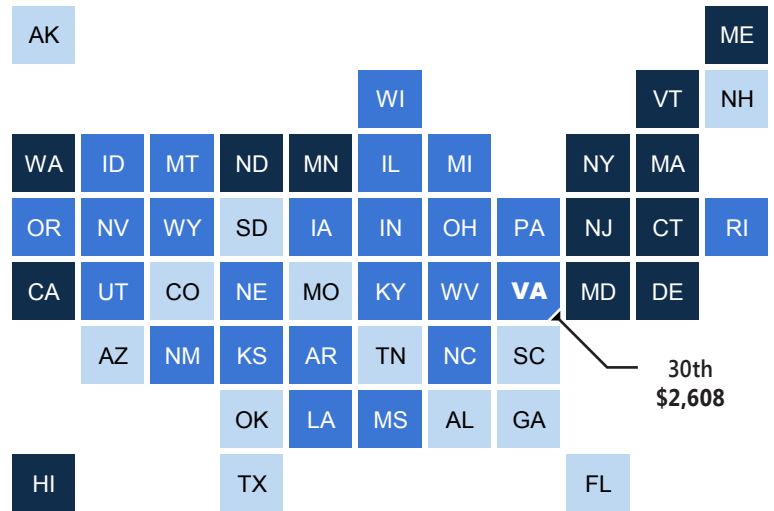 AK ME
WI VT NH
WA ID MT ND MN IL MI NY MA
OR NV WY SD IA IN OH PA NJ CT RI
CA UT CO NE MO KY WV VA MD DE
AZ NM KS AR TN NC SC
30th
$2,608
OK LA MS AL GA
HI TX FL